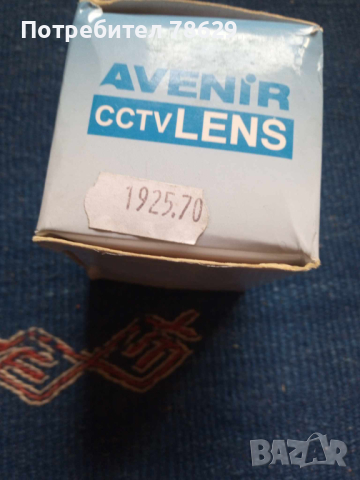 Потребител 78629
AVENIR
CCTV LENS
1925.70
BAZAR